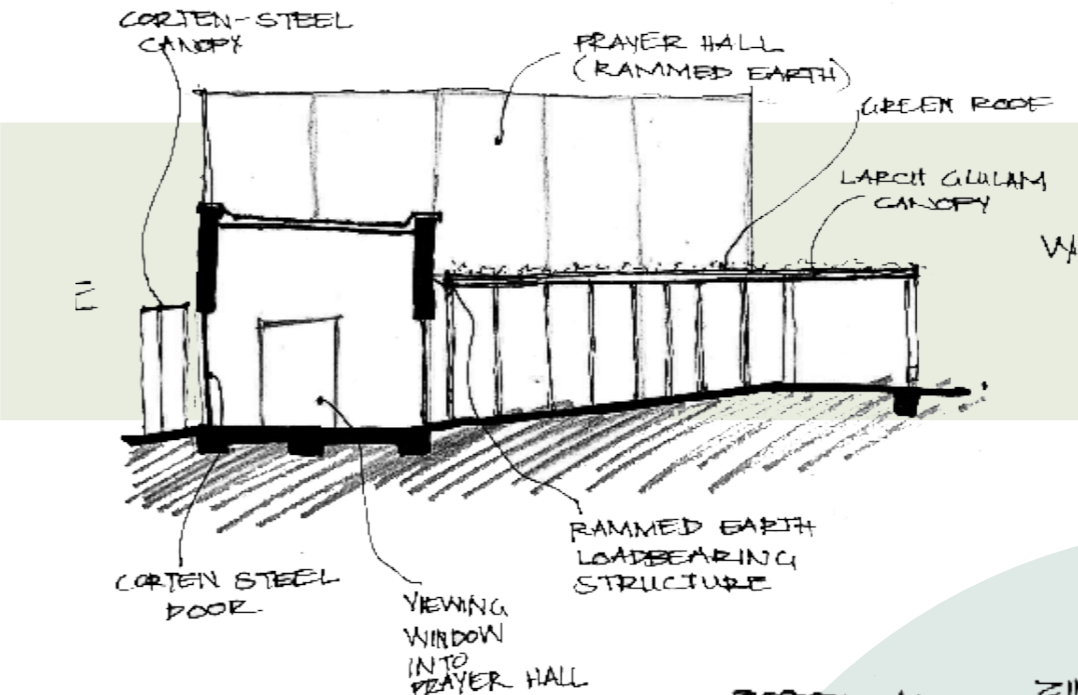 CORTEN-STEEL
CANOPY
PRAYER HALL
(RAMMED EARTH)
GREEN ROOF
LARCH GLULAM
CANOPY
E
RAMMED EARTH
LOADBEARING
STRUCTURE
CORTEN STEEL
DOOR.
VIEWING
WINDOW
INTO
PRAYER HALL